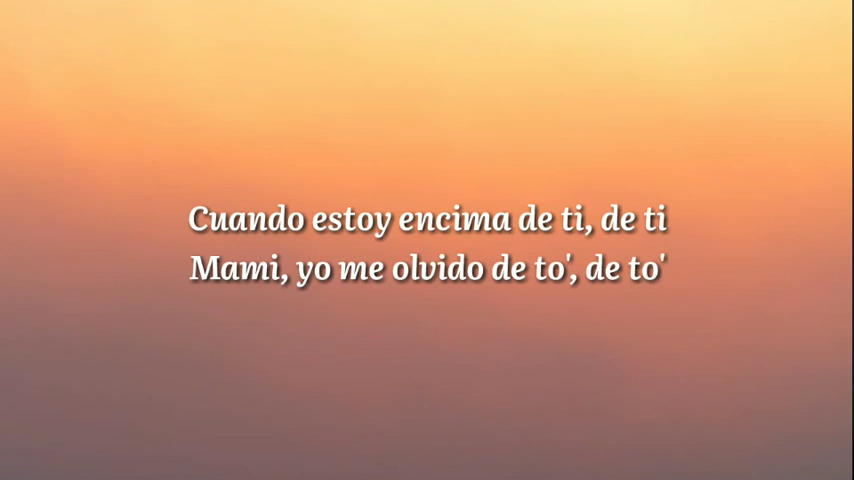 Cuando estoy encima de ti, de ti
Mami, yo me olvido de to', de to'